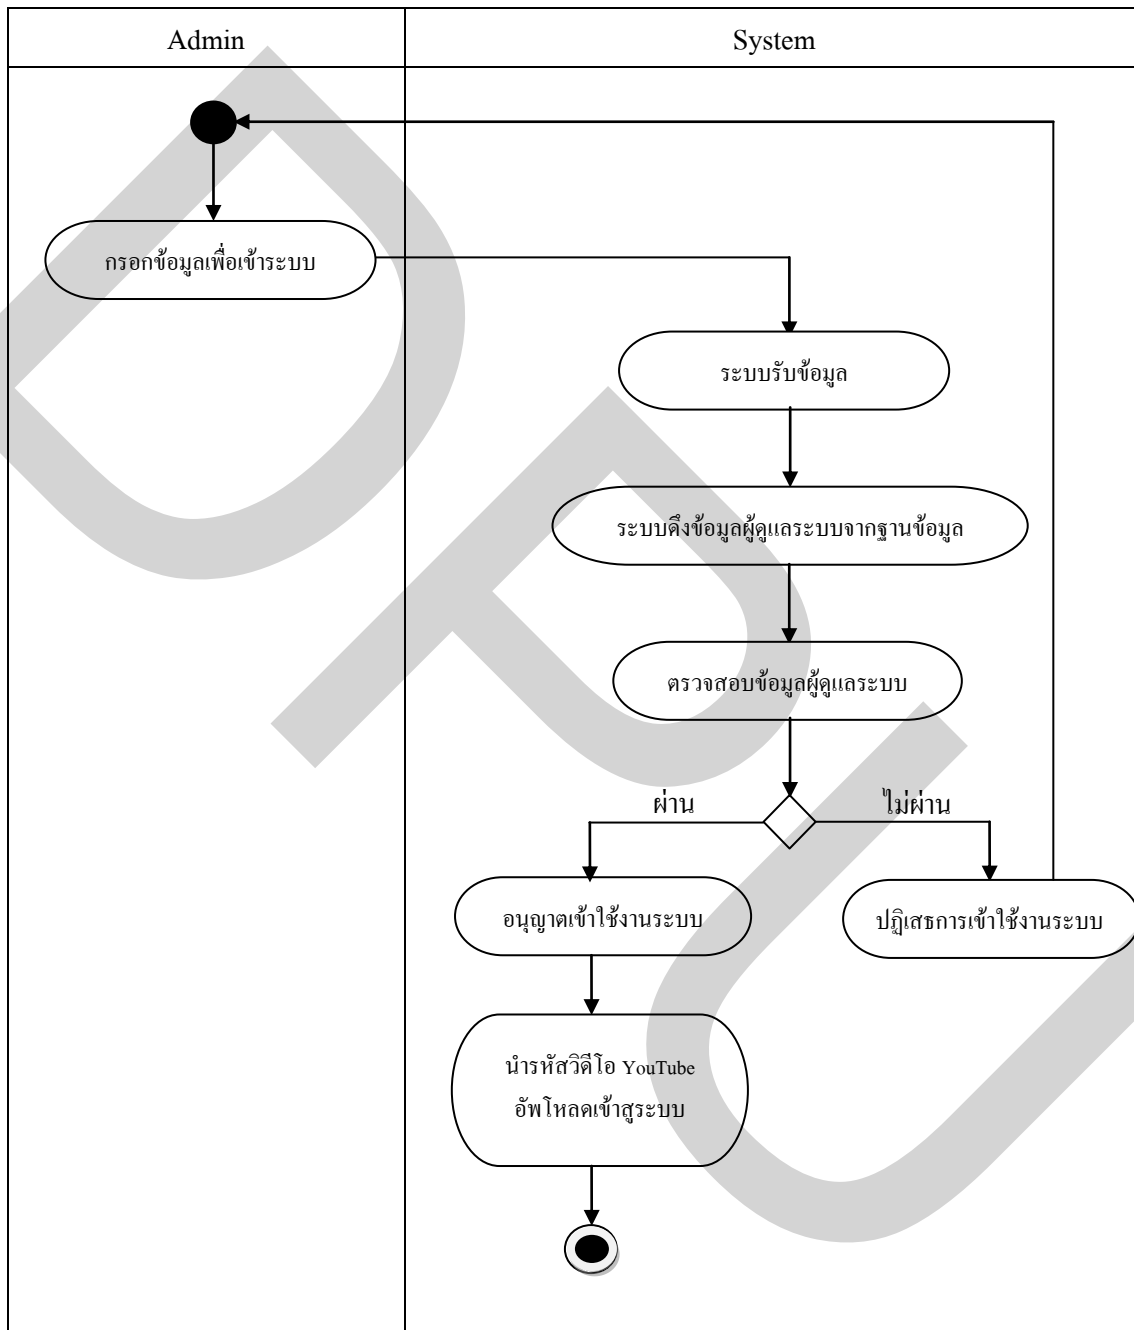 Admin
System
กรอกข้อมูลเพื่อเข้าระบบ
ระบบรับข้อมูล
ระบบดึงข้อมูลผู้ดูแลระบบจากฐานข้อมูล
ตรวจสอบข้อมูลผู้ดูแลระบบ
ผ่าน
ไม่ผ่าน
อนุญาตเข้าใช้งานระบบ
ปฏิเสธการเข้าใช้งานระบบ
นำรหัสวิดีโอ YouTube
อัพโหลดเข้าสูระบบ
DPU